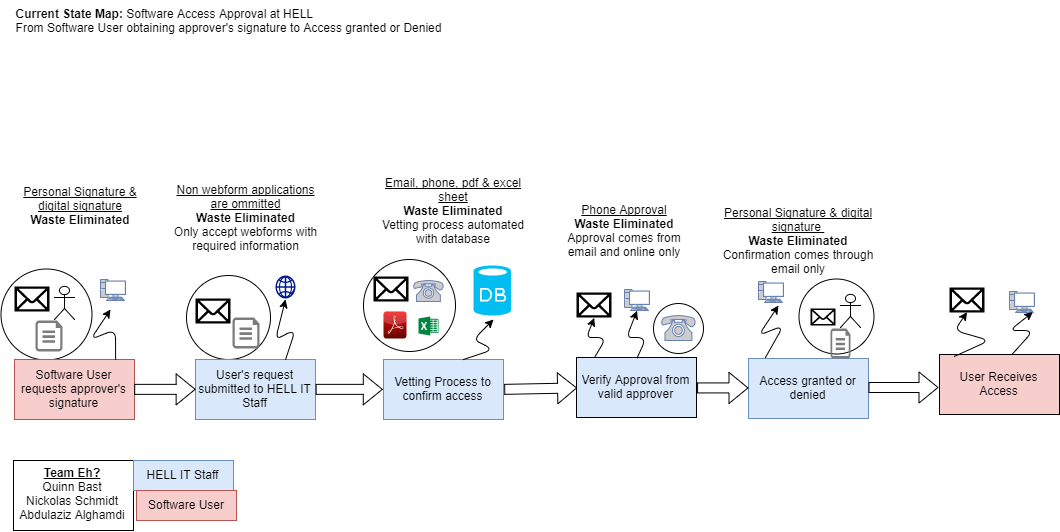 Current State Map: Software Access Approval at HELL
From Software User obtaining approver's signature to Access granted or Denied
Personal Signature &
digital signature
Waste Eliminated
Non webform applications
are ommitted
Waste Eliminated
Only accept webforms with
required information
Email, phone, pdf & excel
sheet
Waste Eliminated
Vetting process automated
with database
Phone Approval
Waste Eliminated
Approval comes from
email and online only
Personal Signature & digital
signature
Waste Eliminated
Confirmation comes through
email only
DB
Software User
requests approver's
signature
User's request
submitted to HELL IT
Staff
Vetting Process to
confirm access
Verify Approval from
valid approver
Access granted or
denied
User Receives
Access
Team Eh?
Quinn Bast
Nickolas Schmidt
Abdulaziz Alghamdi
HELL IT Staff
Software User